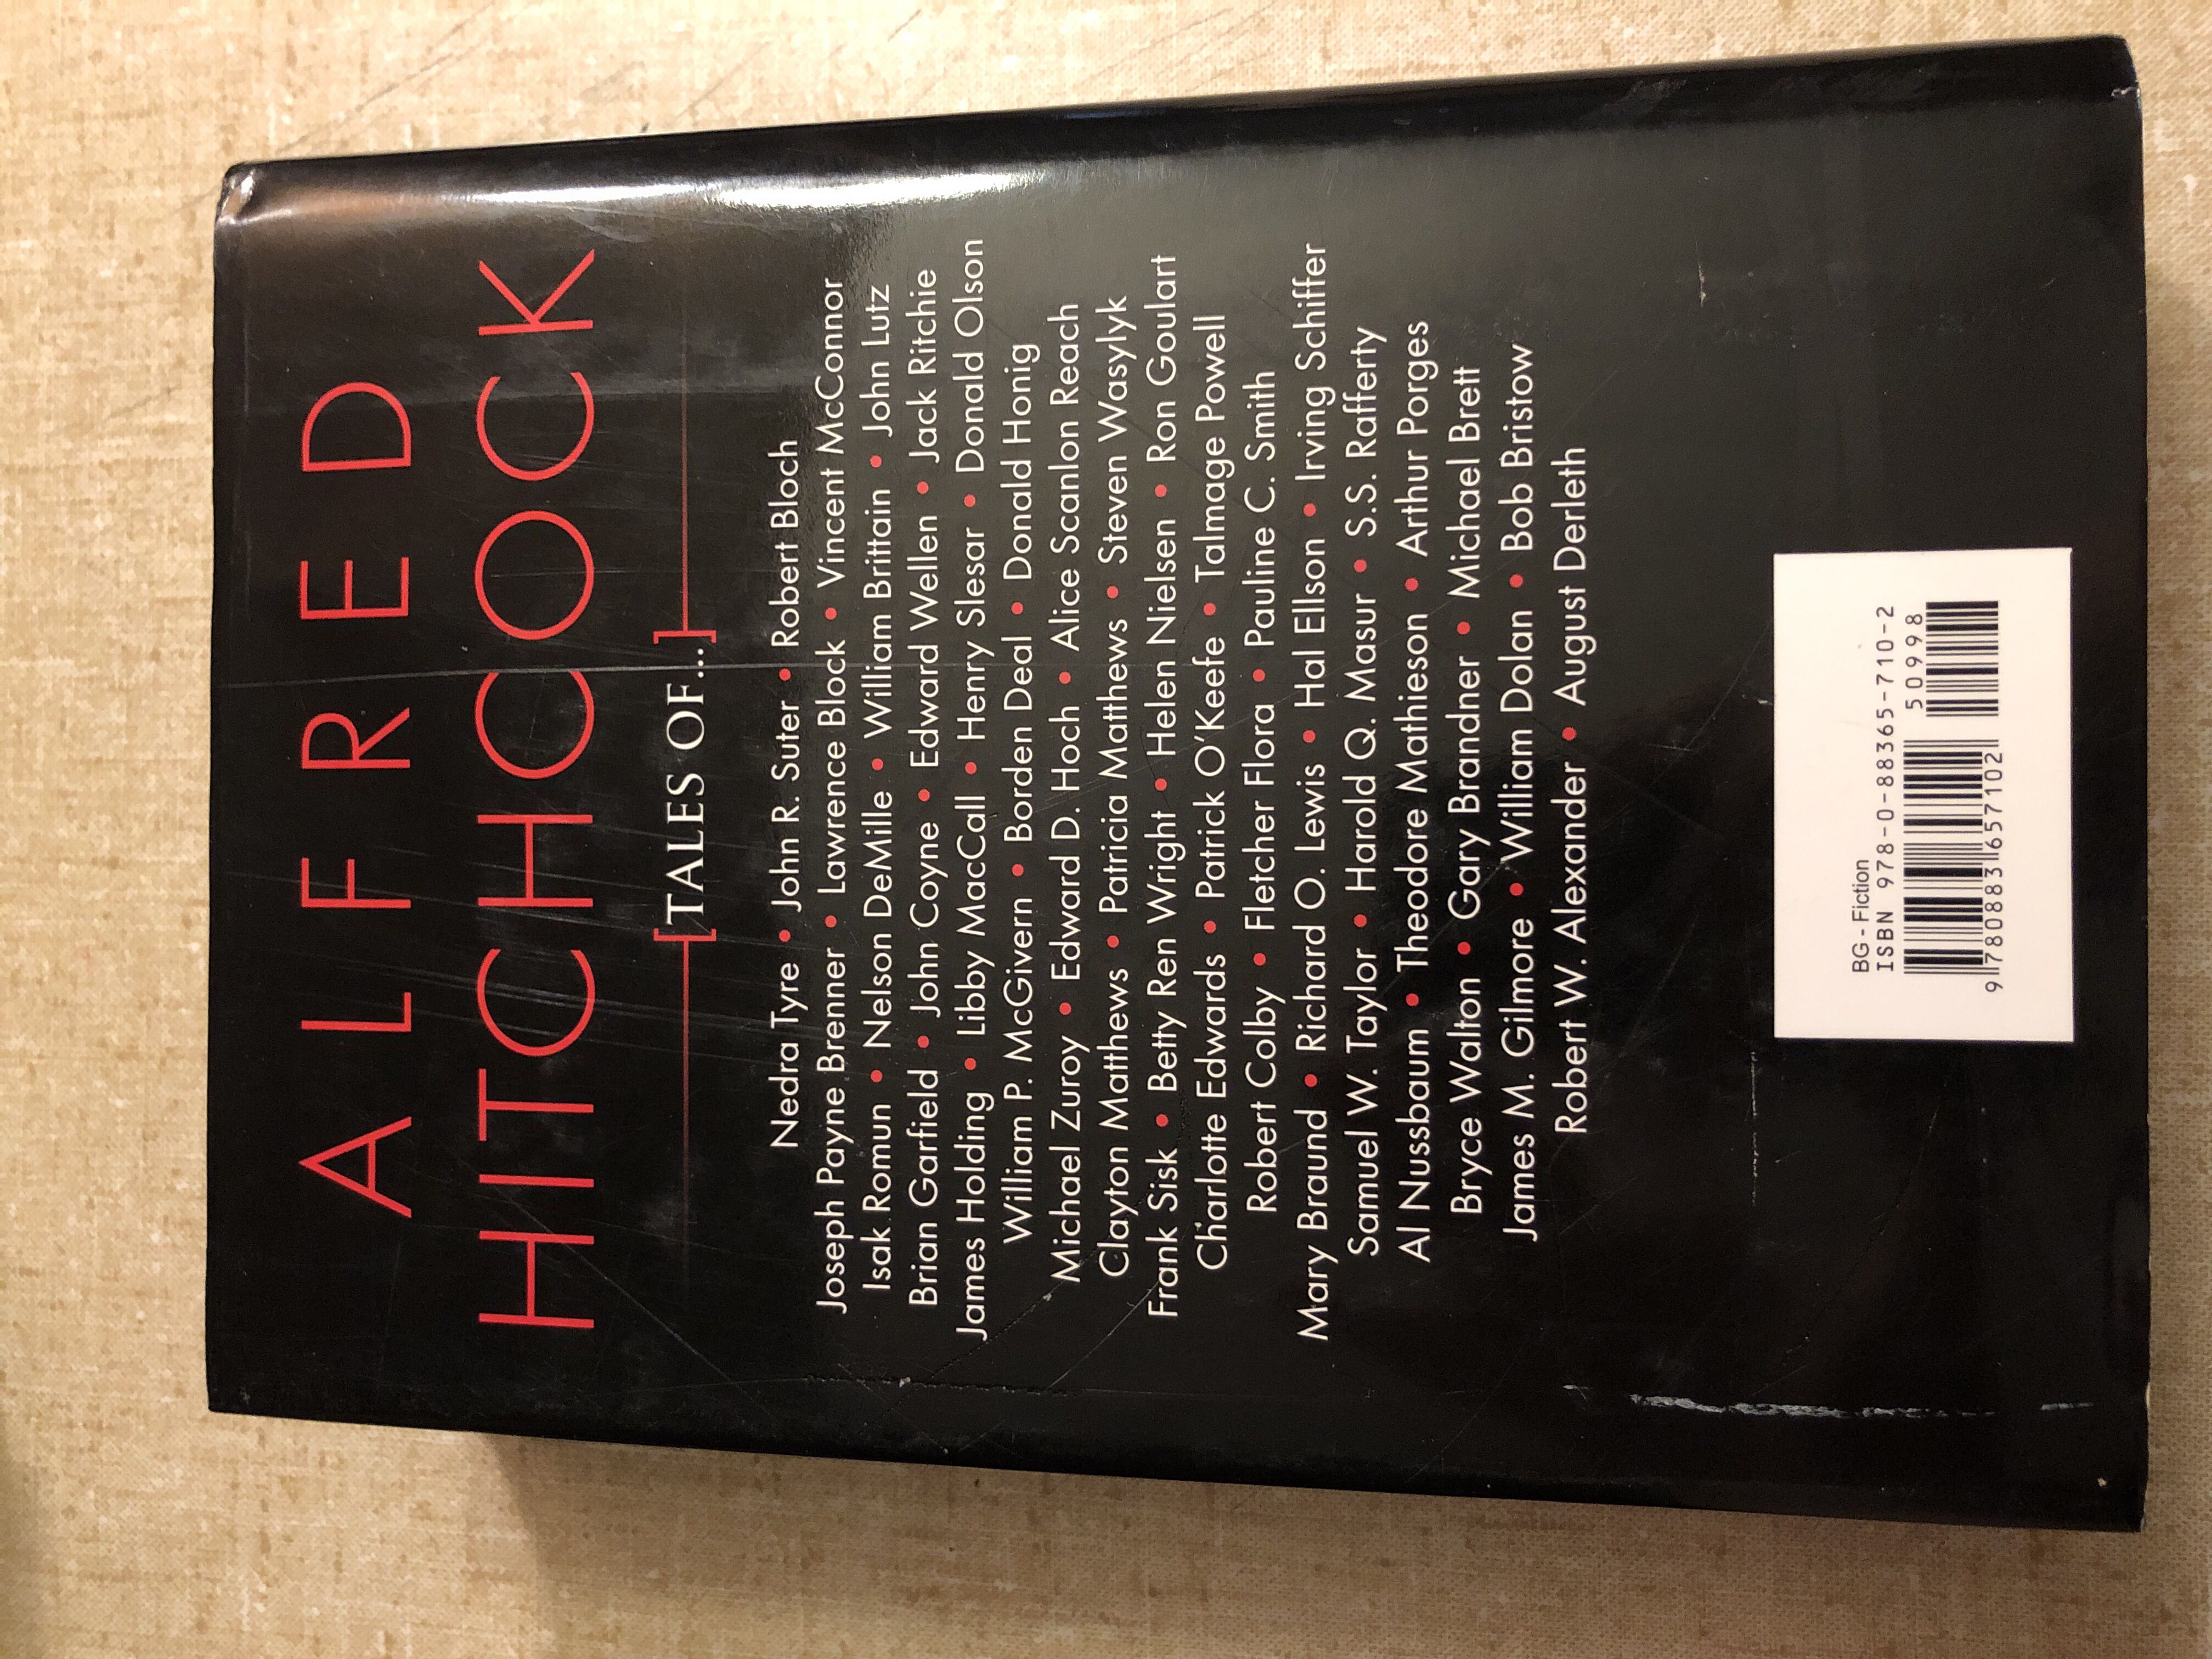 ALFRED
HITCHCOCK
[TALES OF...]
Nedra Tyre • John R. Suter • Robert Bloch
Joseph Payne Brenner • Lawrence Block • Vincent McConnor
Isak Romun • Nelson DeMille • William Brittain • John Lutz
Brian Garfield • John Coyne • Edward Wellen • Jack Ritchie
James Holding • Libby MacCall • Henry Slesar • Donald Olson
William P. McGivern • Borden Deal • Donald Honig
Michael Zuroy • Edward D. Hoch • Alice Scanlon Reach
Clayton Matthews • Patricia Matthews • Steven Wasylyk
Frank Sisk • Betty Ren Wright • Helen Nielsen • Ron Goulart
Charlotte Edwards • Patrick O'Keefe • Talmage Powell
Robert Colby • Fletcher Flora • Pauline C. Smith
Mary Braund • Richard O. Lewis • Hal Ellson • Irving Schiffer
Samuel W. Taylor • Harold Q. Masur • S.S. Rafferty
Al Nussbaum • Theodore Mathieson • Arthur Porges
Bryce Walton • Gary Brandner • Michael Brett
James M. Gilmore • William Dolan • Bob Bristow
Robert W. Alexander • August Derleth
BG - Fiction
ISBN 978-0-88365-710-2
50998
9 780883 657102